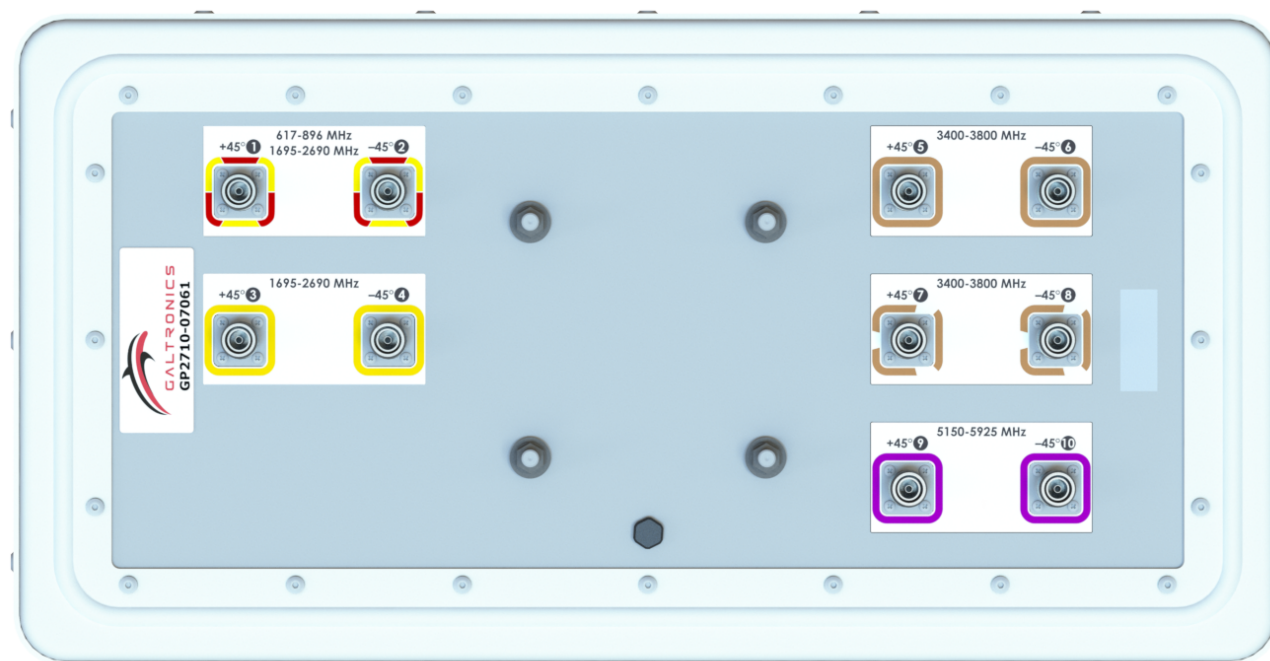 617-896 MHz
+45°1 1695-2690 MHz –45°2
3400-3800 MHz
+45°5 –45°6
1695-2690 MHz
+45°3 –45°4
3400-3800 MHz
+45°7 –45°8
GALTRONICS
GP2710-07061
5150-5925 MHz
+45°9 –45°10